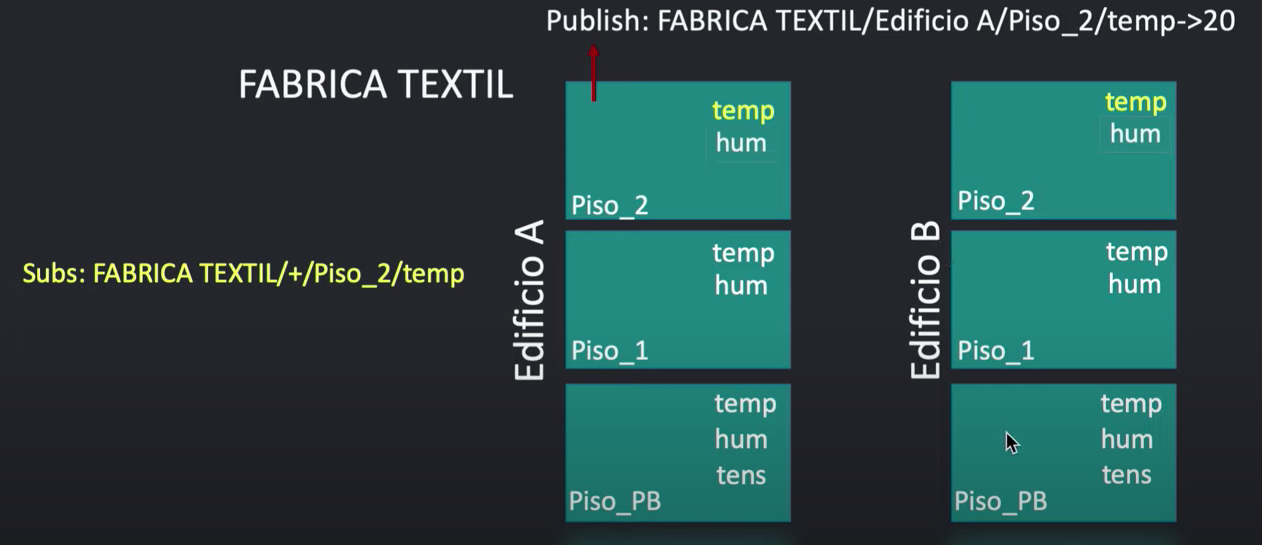 Publish: FABRICA TEXTIL/Edificio A/Piso_2/temp->20
FABRICA TEXTIL
Subs: FABRICA TEXTIL/+/Piso_2/temp
Edificio A
temp
hum
Piso_2
temp
hum
Piso_1
temp
hum
tens
Piso_PB
Edificio B
temp
hum
Piso_2
temp
hum
Piso_1
temp
hum
tens
Piso_PB